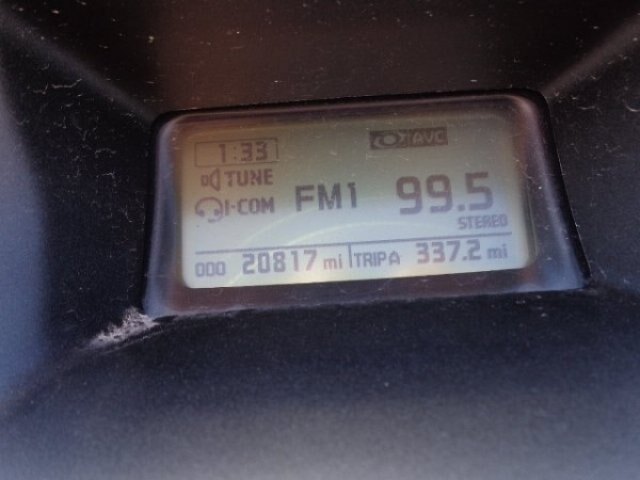 1:33 AVC
TUNE
I-COM FM1 99.5
STEREO
ODO 20817 mi TRIP A 337.2 mi